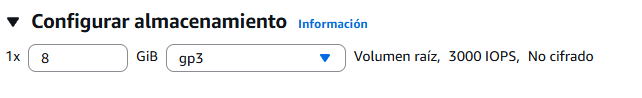 Configurar almacenamiento Información
1x 8 GiB gp3 Volumen raíz, 3000 IOPS, No cifrado